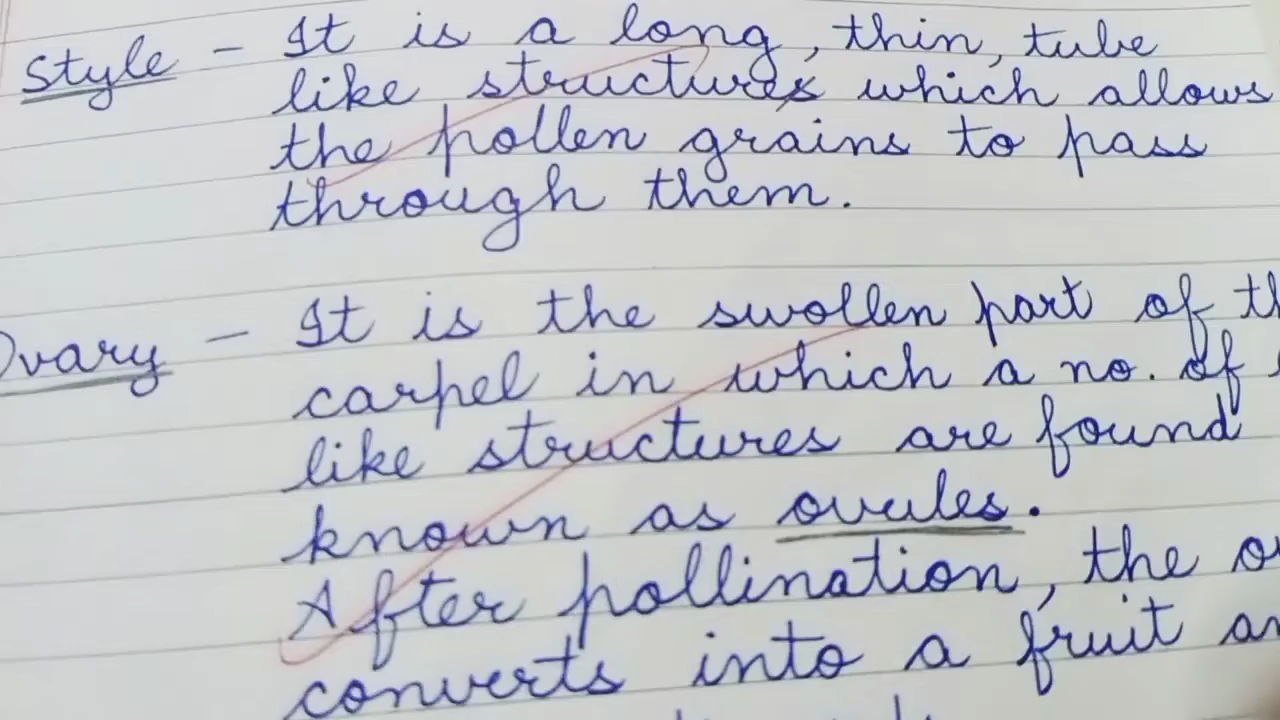 Style - It is a long, thin, tube
like structures which allows
the pollen grains to pass
through them.
Ovary - It is the swollen part of
carpel in which a no. of
like structures are found
known as ovules.
After pollination, the
converts into a fruit